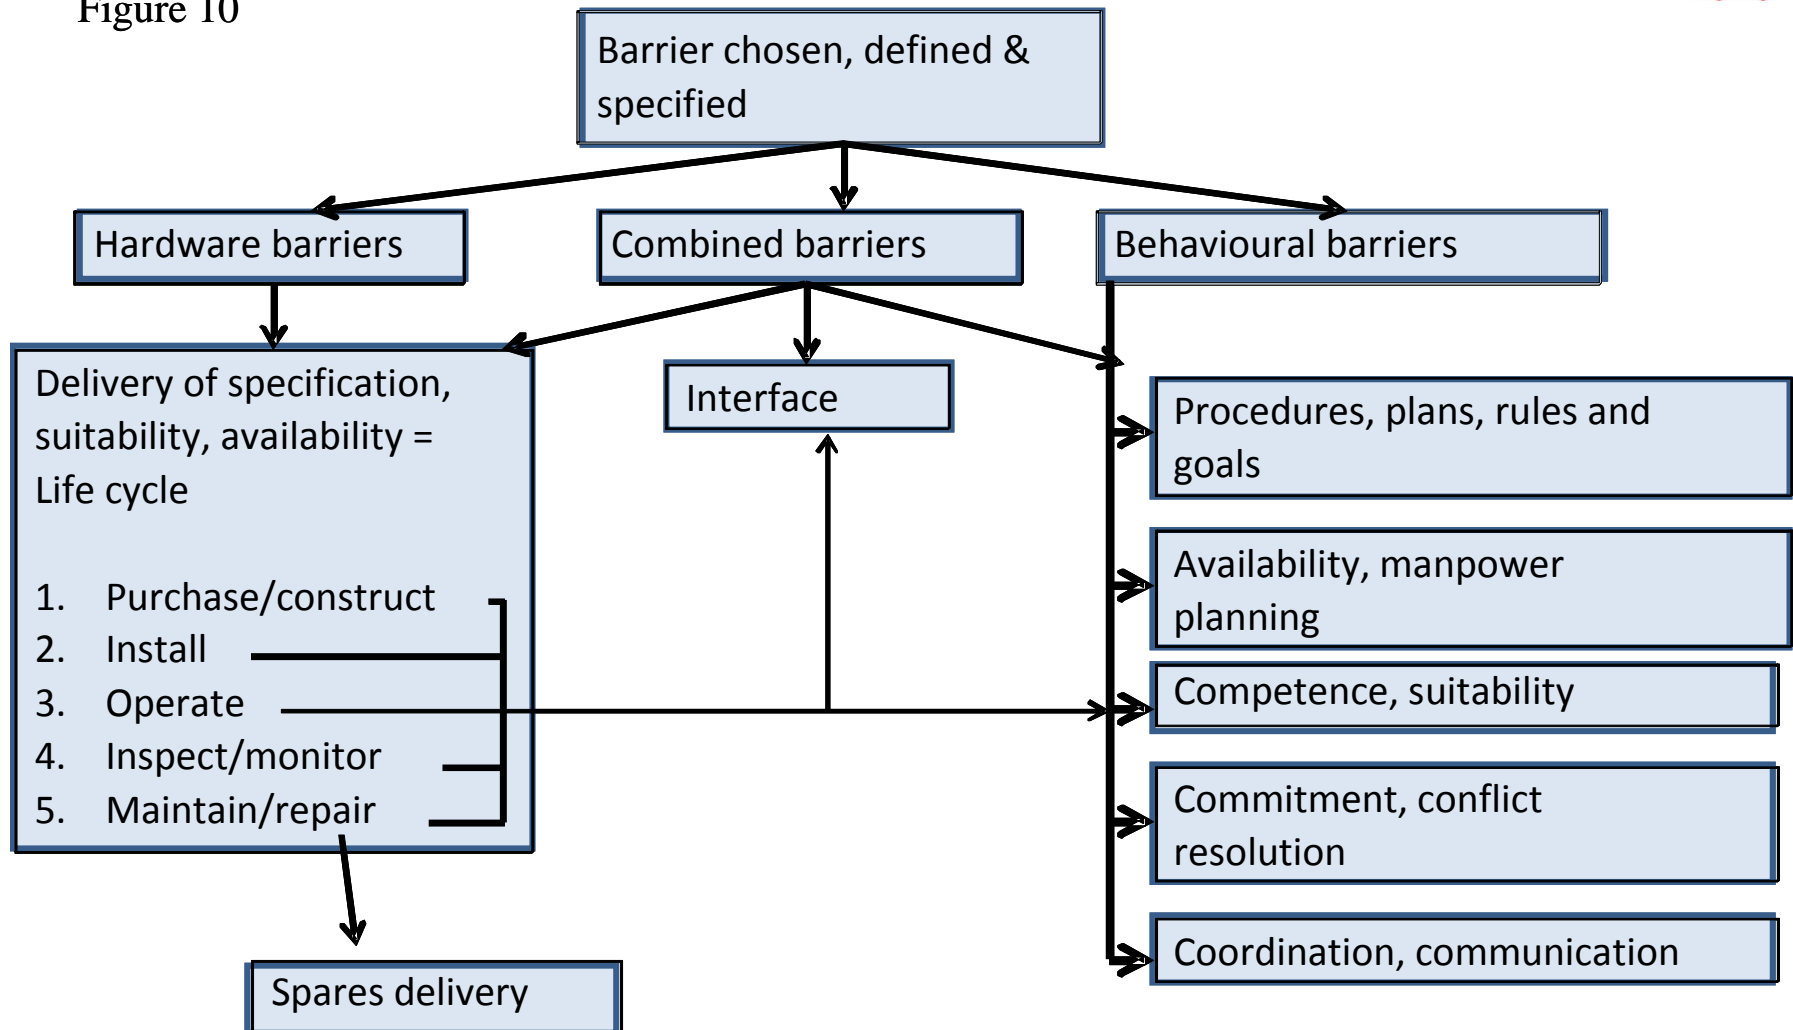 Figure 10
Barrier chosen, defined &
specified
Hardware barriers
Combined barriers
Behavioural barriers
Delivery of specification,
suitability, availability =
Life cycle
1. Purchase/construct
2. Install
3. Operate
4. Inspect/monitor
5. Maintain/repair
Interface
Procedures, plans, rules and
goals
Availability, manpower
planning
Competence, suitability
Commitment, conflict
resolution
Coordination, communication
Spares delivery